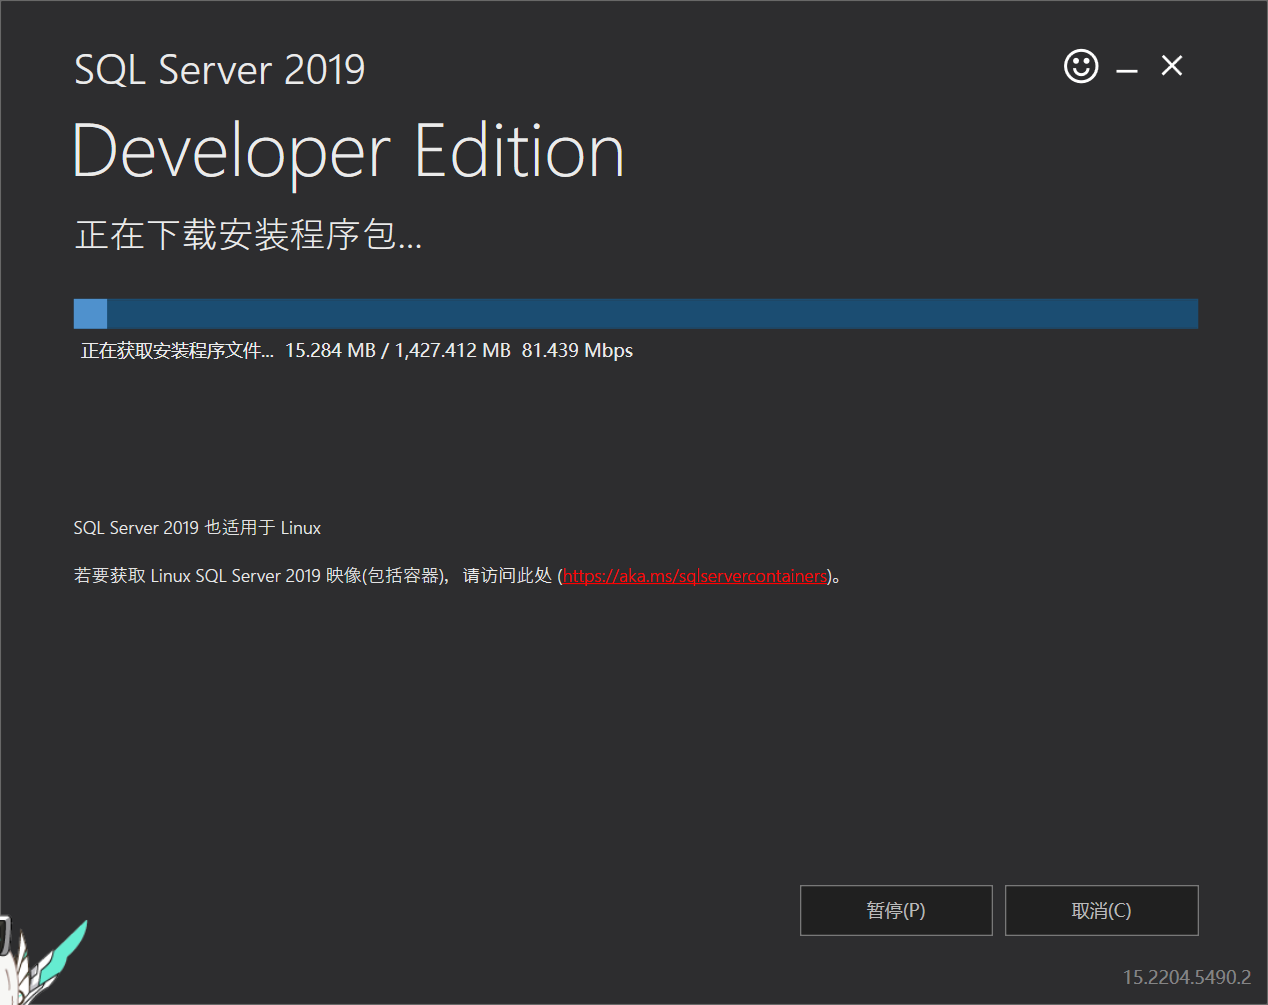 SQL Server 2019
Developer Edition
正在下载安装程序包...
正在获取安装程序文件... 15.284 MB / 1,427.412 MB 81.439 Mbps
SQL Server 2019 也适用于 Linux
若要获取 Linux SQL Server 2019 映像(包括容器)，请访问此处 (https://aka.ms/sqlservercontainers)。
暂停(P)
取消(C)
15.2204.5490.2